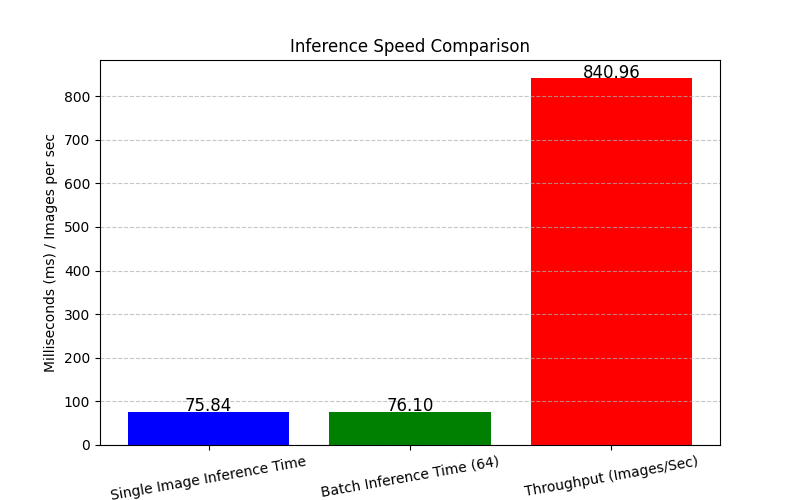 Inference Speed Comparison
Milliseconds (ms) / Images per sec
800
700
600
500
400
300
200
100
0
75.84
76.10
840.96
Single Image Inference Time
Batch Inference Time (64)
Throughput (Images/Sec)